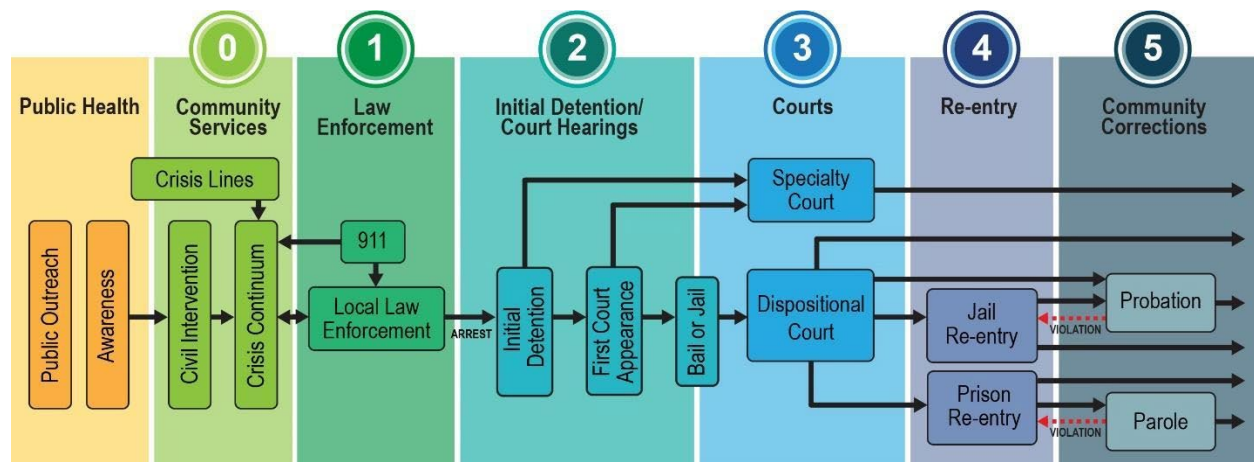 0
1
2
3
4
5
Public Health
Community
Services
Law
Enforcement
Initial Detention/
Court Hearings
Courts
Re-entry
Community
Corrections
Crisis Lines
Public Outreach
Awareness
Civil Intervention
Crisis Continuum
911
Local Law
Enforcement
ARREST
Initial
Detention
First Court
Appearance
Bail or Jail
Specialty
Court
Dispositional
Court
Jail
Re-entry
Prison
Re-entry
VIOLATION
VIOLATION
Probation
Parole